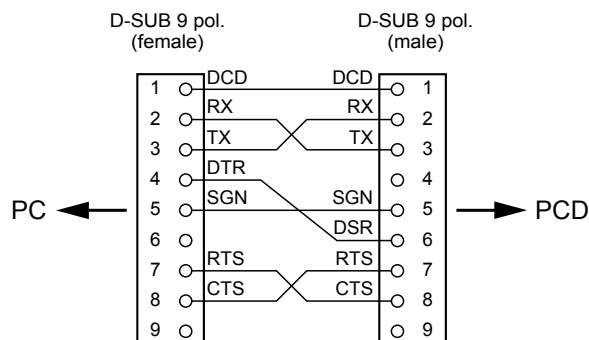 D-SUB 9 pol. D-SUB 9 pol.
(female) (male)
1 DCD DCD 1
2 RX RX 2
3 TX TX 3
4 DTR 4
PC 5 SGN SGN 5 PCD
6 DSR 6
7 RTS RTS 7
8 CTS CTS 8
9 9